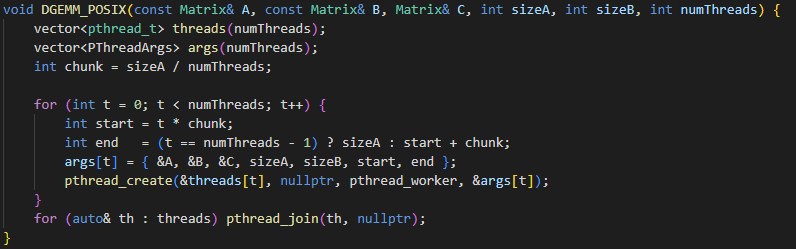 void DGEMM_POSIX(const Matrix& A, const Matrix& B, Matrix& C, int sizeA, int sizeB, int numThreads) {
    vector<pthread_t> threads(numThreads);
    vector<PThreadArgs> args(numThreads);
    int chunk = sizeA / numThreads;

    for (int t = 0; t < numThreads; t++) {
        int start = t * chunk;
        int end   = (t == numThreads - 1) ? sizeA : start + chunk;
        args[t] = { &A, &B, &C, sizeA, sizeB, start, end };
        pthread_create(&threads[t], nullptr, pthread_worker, &args[t]);
    }
    for (auto& th : threads) pthread_join(th, nullptr);
}